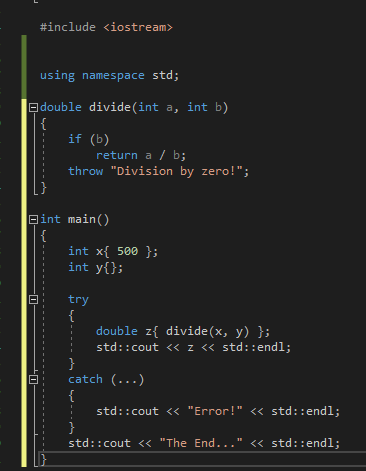 #include <iostream>
using namespace std;
double divide(int a, int b)
{
if (b)
return a / b;
throw "Division by zero!";
}
int main()
{
int x{ 500 };
int y{};
try
{
double z{ divide(x, y) };
std::cout << z << std::endl;
}
catch (...)
{
std::cout << "Error!" << std::endl;
}
std::cout << "The End..." << std::endl;
}